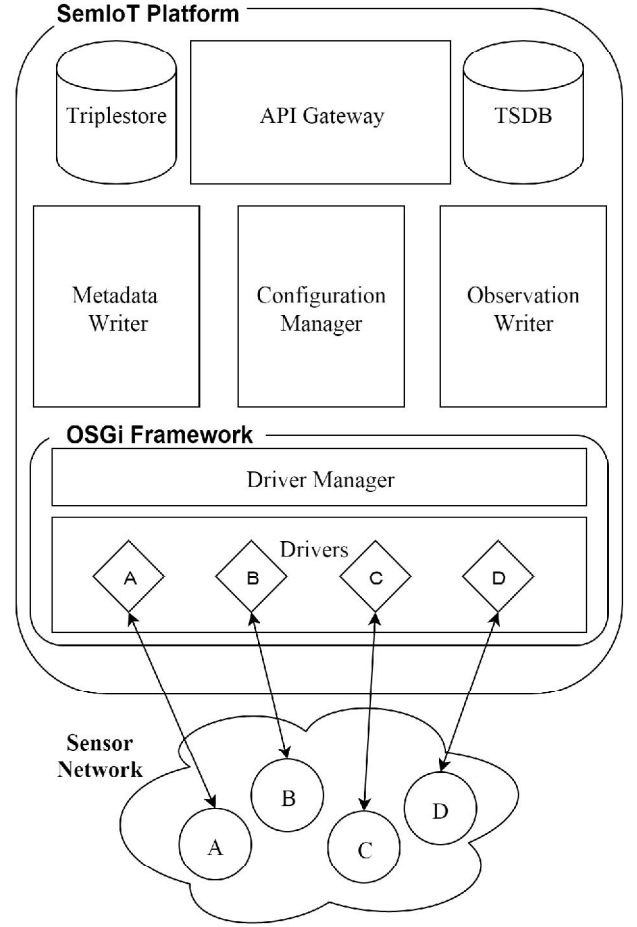 SemIoT Platform
Triplestore
API Gateway
TSDB
Metadata
Writer
Configuration
Manager
Observation
Writer
OSGi Framework
Driver Manager
Drivers
A
B
C
D
Sensor
Network
B
D
A
C